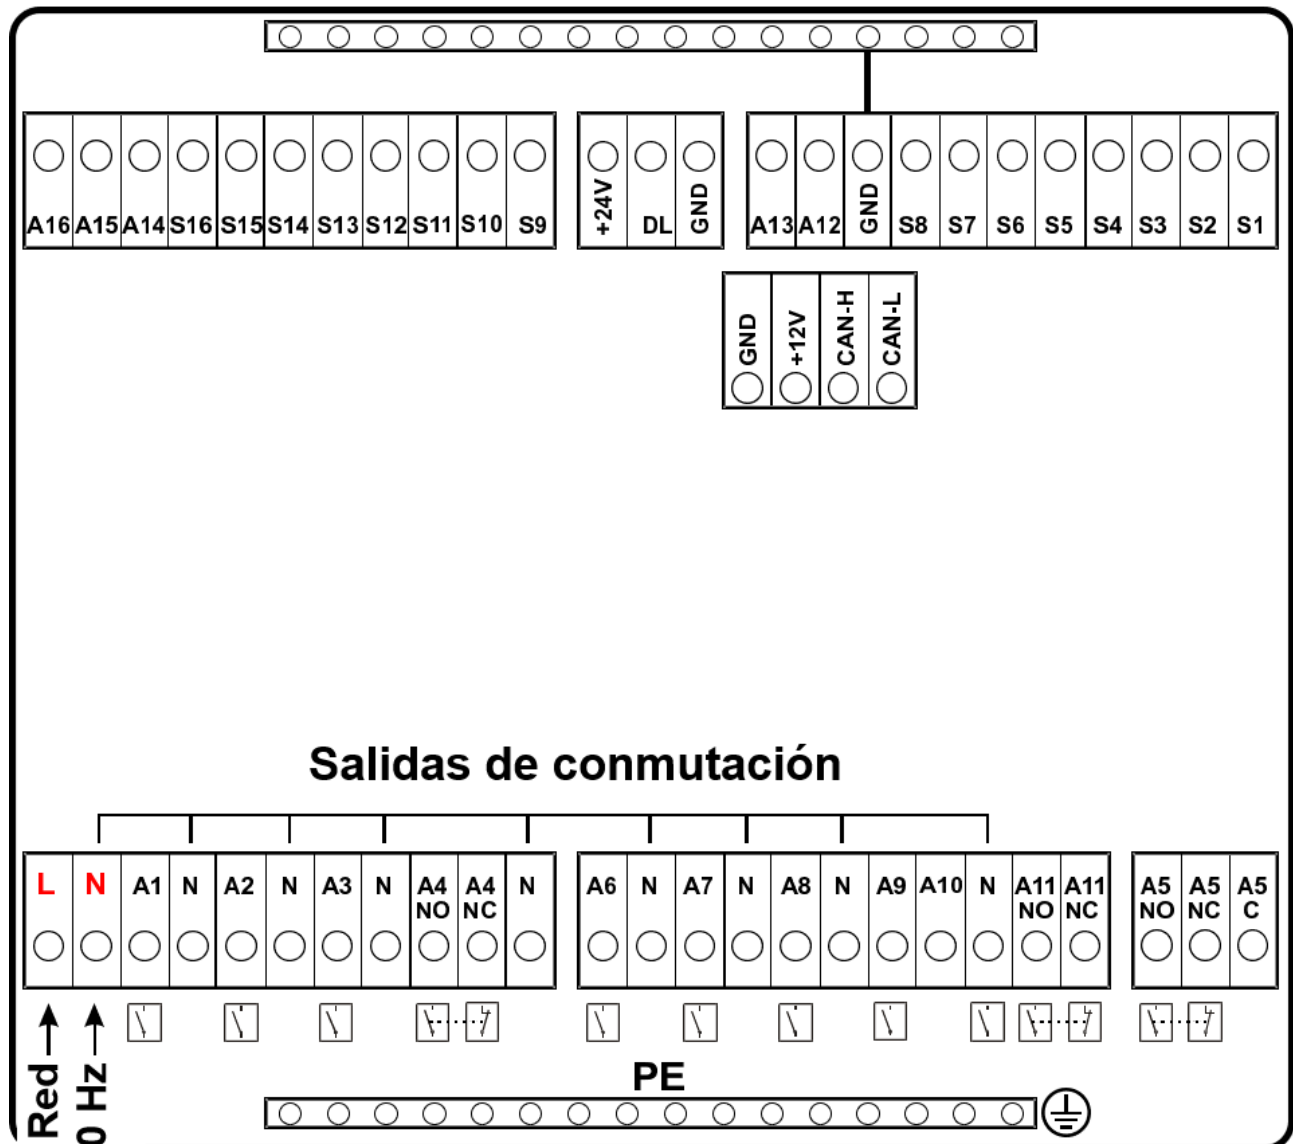 A16 A15 A14 S16 S15 S14 S13 S12 S11 S10 S9 +24V DL GND A13 A12 GND S8 S7 S6 S5 S4 S3 S2 S1
GND +12V CAN-H CAN-L
Salidas de conmutación
L N A1 N A2 N A3 N A4 A4 N A6 N A7 N A8 N A9 A10 N A11 A11 A5 A5 A5
NO NC NO NC NO NC C
Red
0 Hz
PE